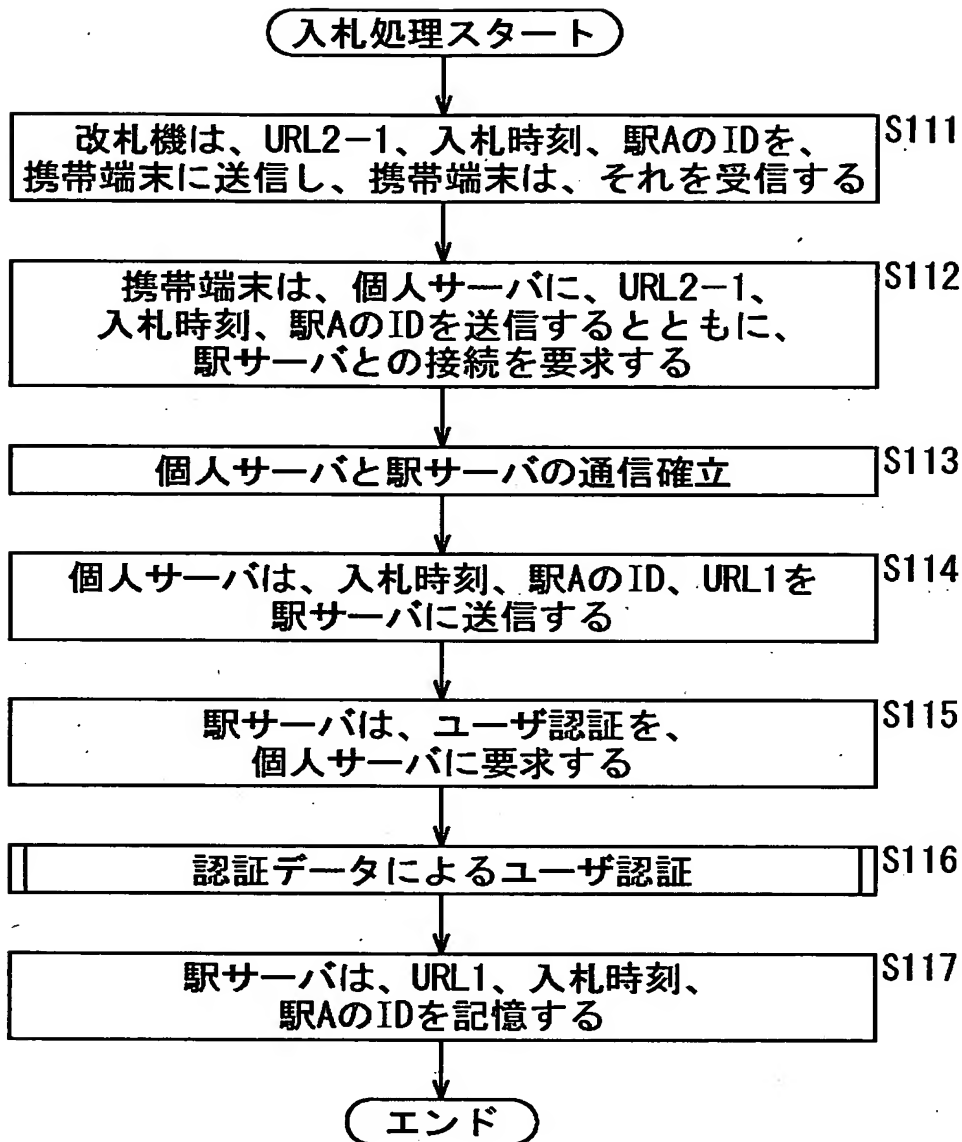 入札処理スタート
改札機は、URL2-1、入札時刻、駅AのIDを、
携帯端末に送信し、携帯端末は、それを受信する
S111
携帯端末は、個人サーバに、URL2-1、
入札時刻、駅AのIDを送信するとともに、
駅サーバとの接続を要求する
S112
個人サーバと駅サーバの通信確立
S113
個人サーバは、入札時刻、駅AのID、URL1を
駅サーバに送信する
S114
駅サーバは、ユーザ認証を、
個人サーバに要求する
S115
認証データによるユーザ認証
S116
駅サーバは、URL1、入札時刻、
駅AのIDを記憶する
S117
エンド